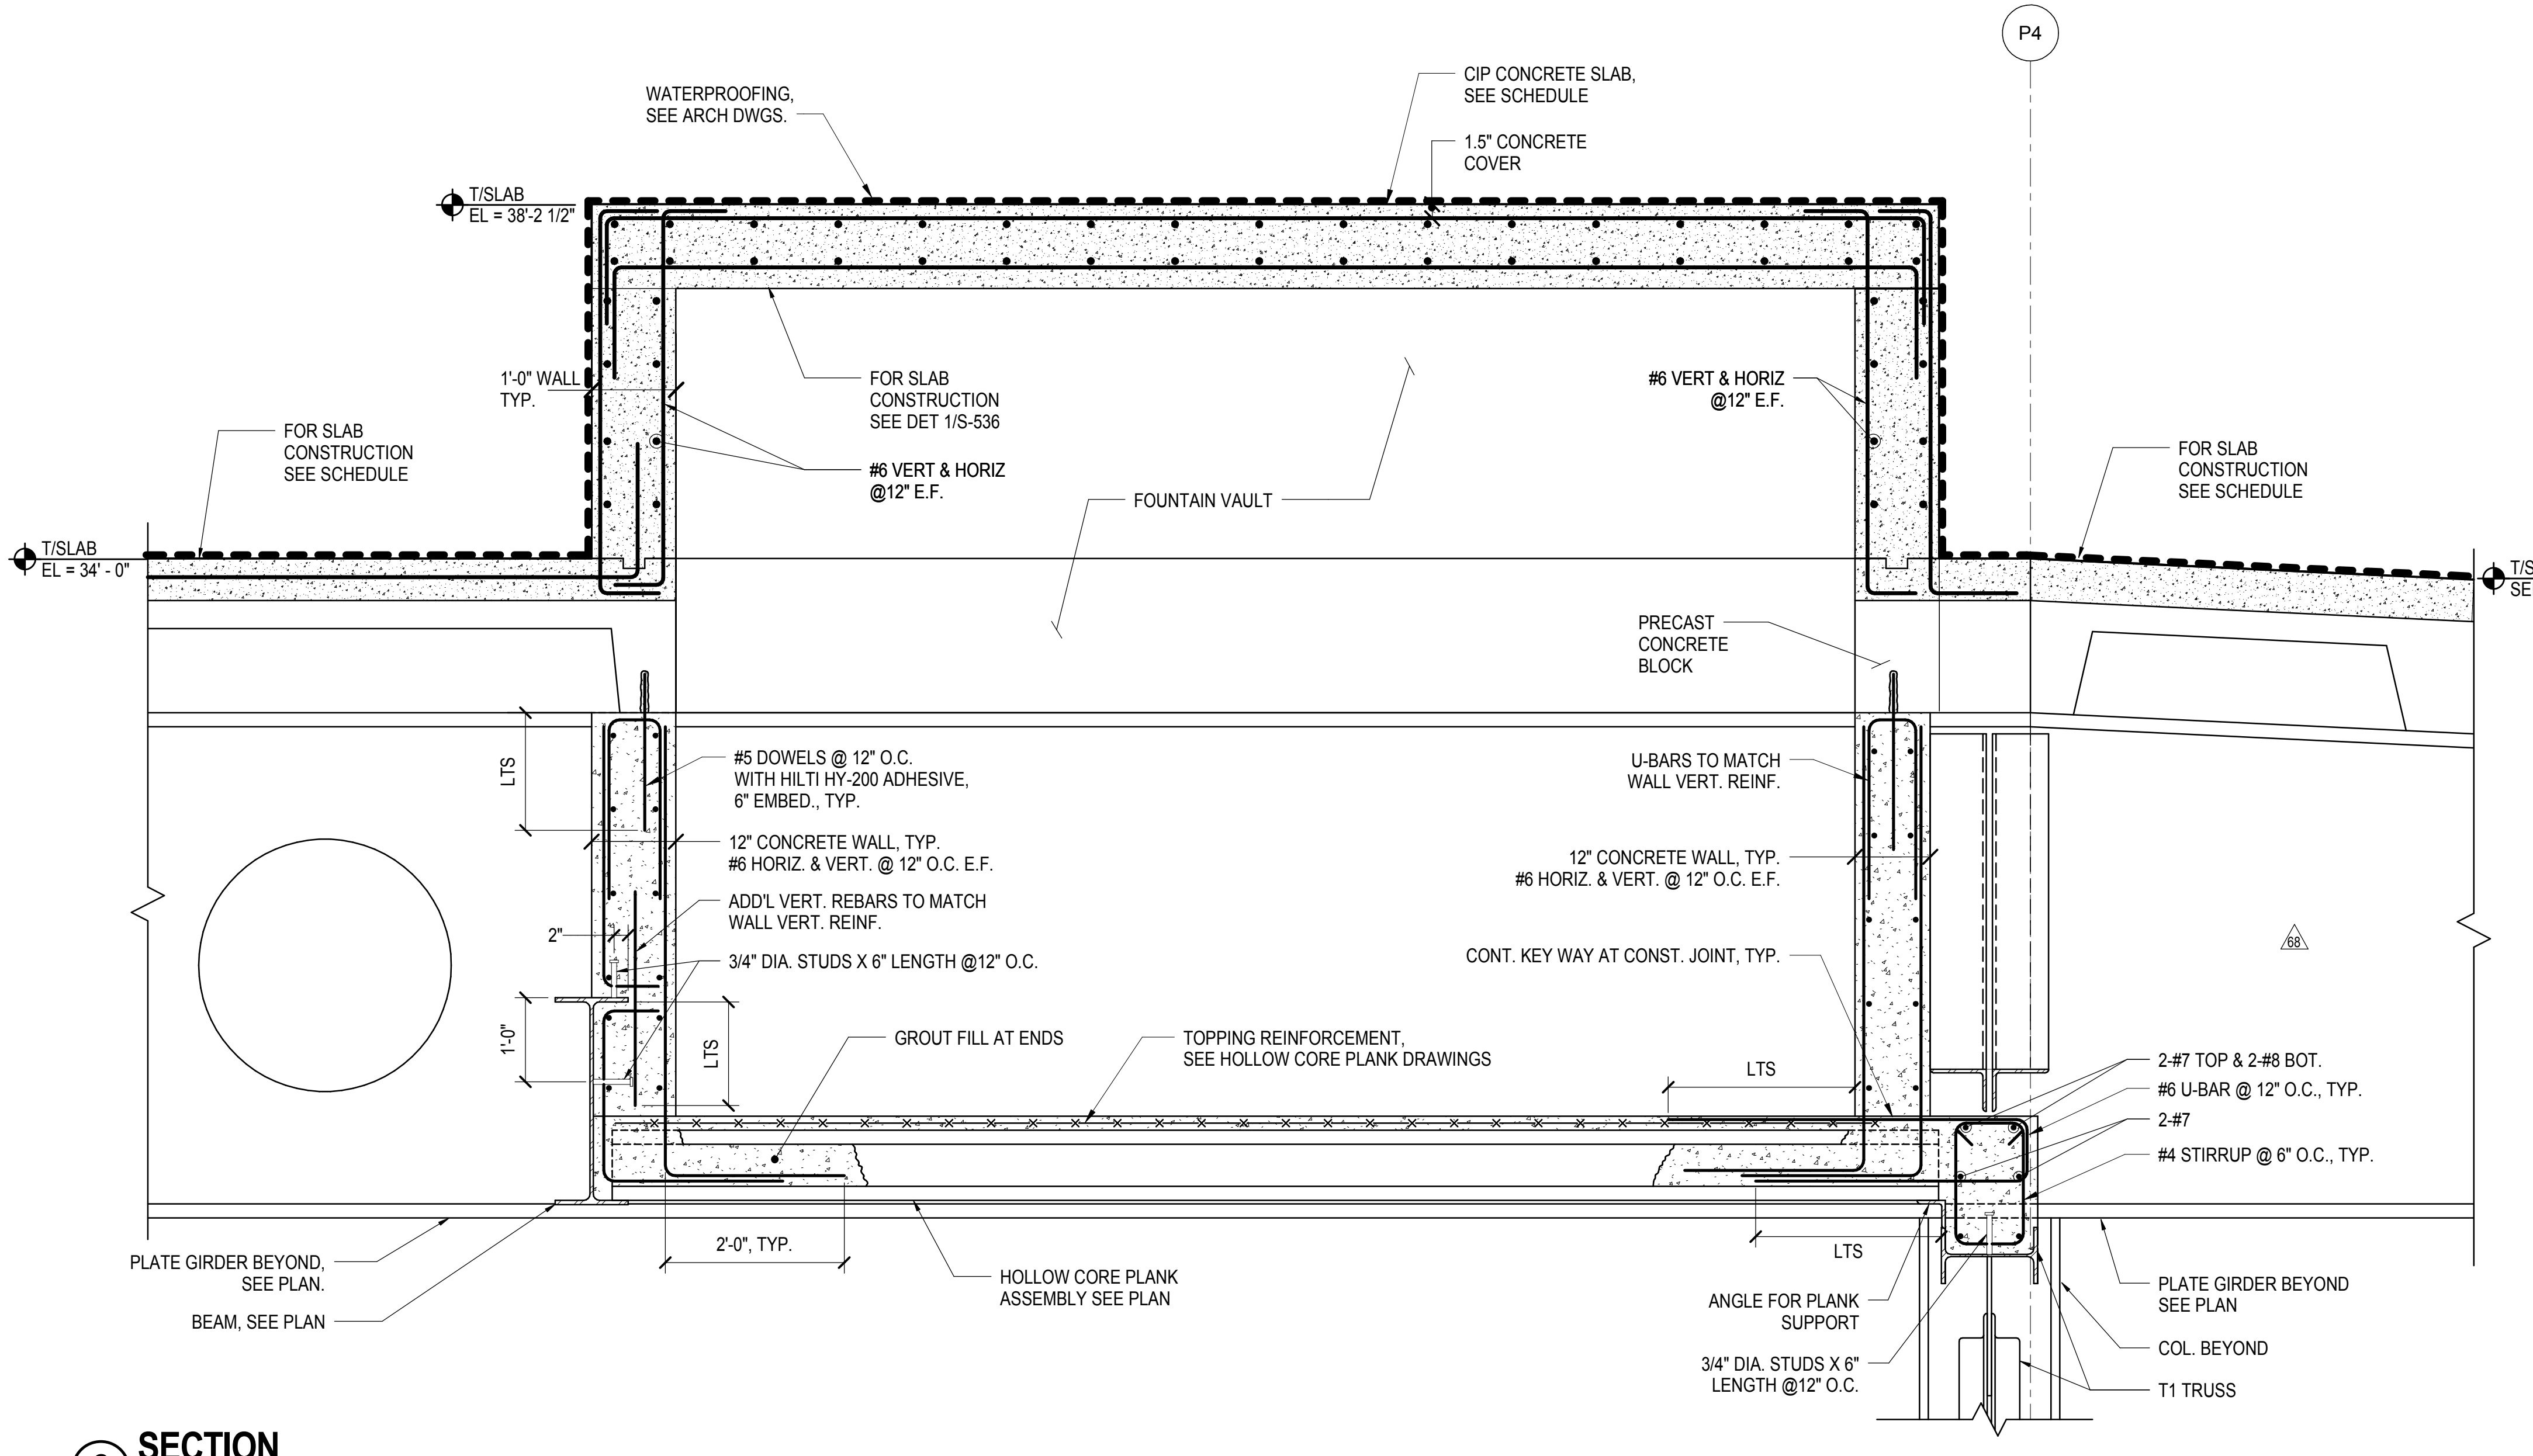 P4
WATERPROOFING,
SEE ARCH DWGS.
CIP CONCRETE SLAB,
SEE SCHEDULE
1.5" CONCRETE
COVER
T/SLAB
EL = 38'-2 1/2"
1'-0" WALL
TYP.
FOR SLAB
CONSTRUCTION
SEE DET 1/S-536
#6 VERT & HORIZ
@12" E.F.
FOR SLAB
CONSTRUCTION
SEE SCHEDULE
#6 VERT & HORIZ
@12" E.F.
FOUNTAIN VAULT
FOR SLAB
CONSTRUCTION
SEE SCHEDULE
T/SLAB
EL = 34' - 0"
T/S
SE
PRECAST
CONCRETE
BLOCK
LTS
#5 DOWELS @ 12" O.C.
WITH HILTI HY-200 ADHESIVE,
6" EMBED., TYP.
U-BARS TO MATCH
WALL VERT. REINF.
12" CONCRETE WALL, TYP.
#6 HORIZ. & VERT. @ 12" O.C. E.F.
12" CONCRETE WALL, TYP.
#6 HORIZ. & VERT. @ 12" O.C. E.F.
ADD'L VERT. REBARS TO MATCH
WALL VERT. REINF.
2"
3/4" DIA. STUDS X 6" LENGTH @12" O.C.
CONT. KEY WAY AT CONST. JOINT, TYP.
68
1'-0"
LTS
GROUT FILL AT ENDS
TOPPING REINFORCEMENT,
SEE HOLLOW CORE PLANK DRAWINGS
LTS
2-#7 TOP & 2-#8 BOT.
#6 U-BAR @ 12" O.C., TYP.
2-#7
#4 STIRRUP @ 6" O.C., TYP.
2'-0", TYP.
LTS
PLATE GIRDER BEYOND,
SEE PLAN.
BEAM, SEE PLAN
HOLLOW CORE PLANK
ASSEMBLY SEE PLAN
ANGLE FOR PLANK
SUPPORT
3/4" DIA. STUDS X 6"
LENGTH @12" O.C.
PLATE GIRDER BEYOND
SEE PLAN
COL. BEYOND
T1 TRUSS
SECTION